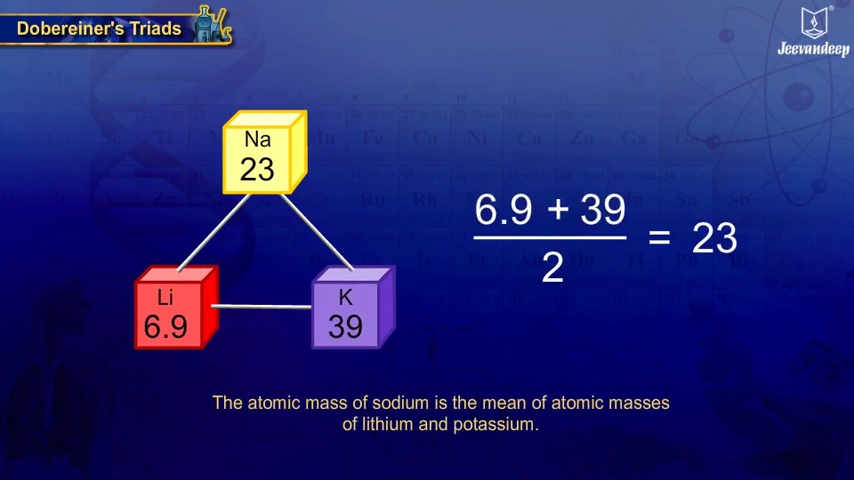 Dobereiner's Triads
Jeevandeep®
Na
23
Li
6.9
K
39
6.9 + 39
2
= 23
The atomic mass of sodium is the mean of atomic masses
of lithium and potassium.